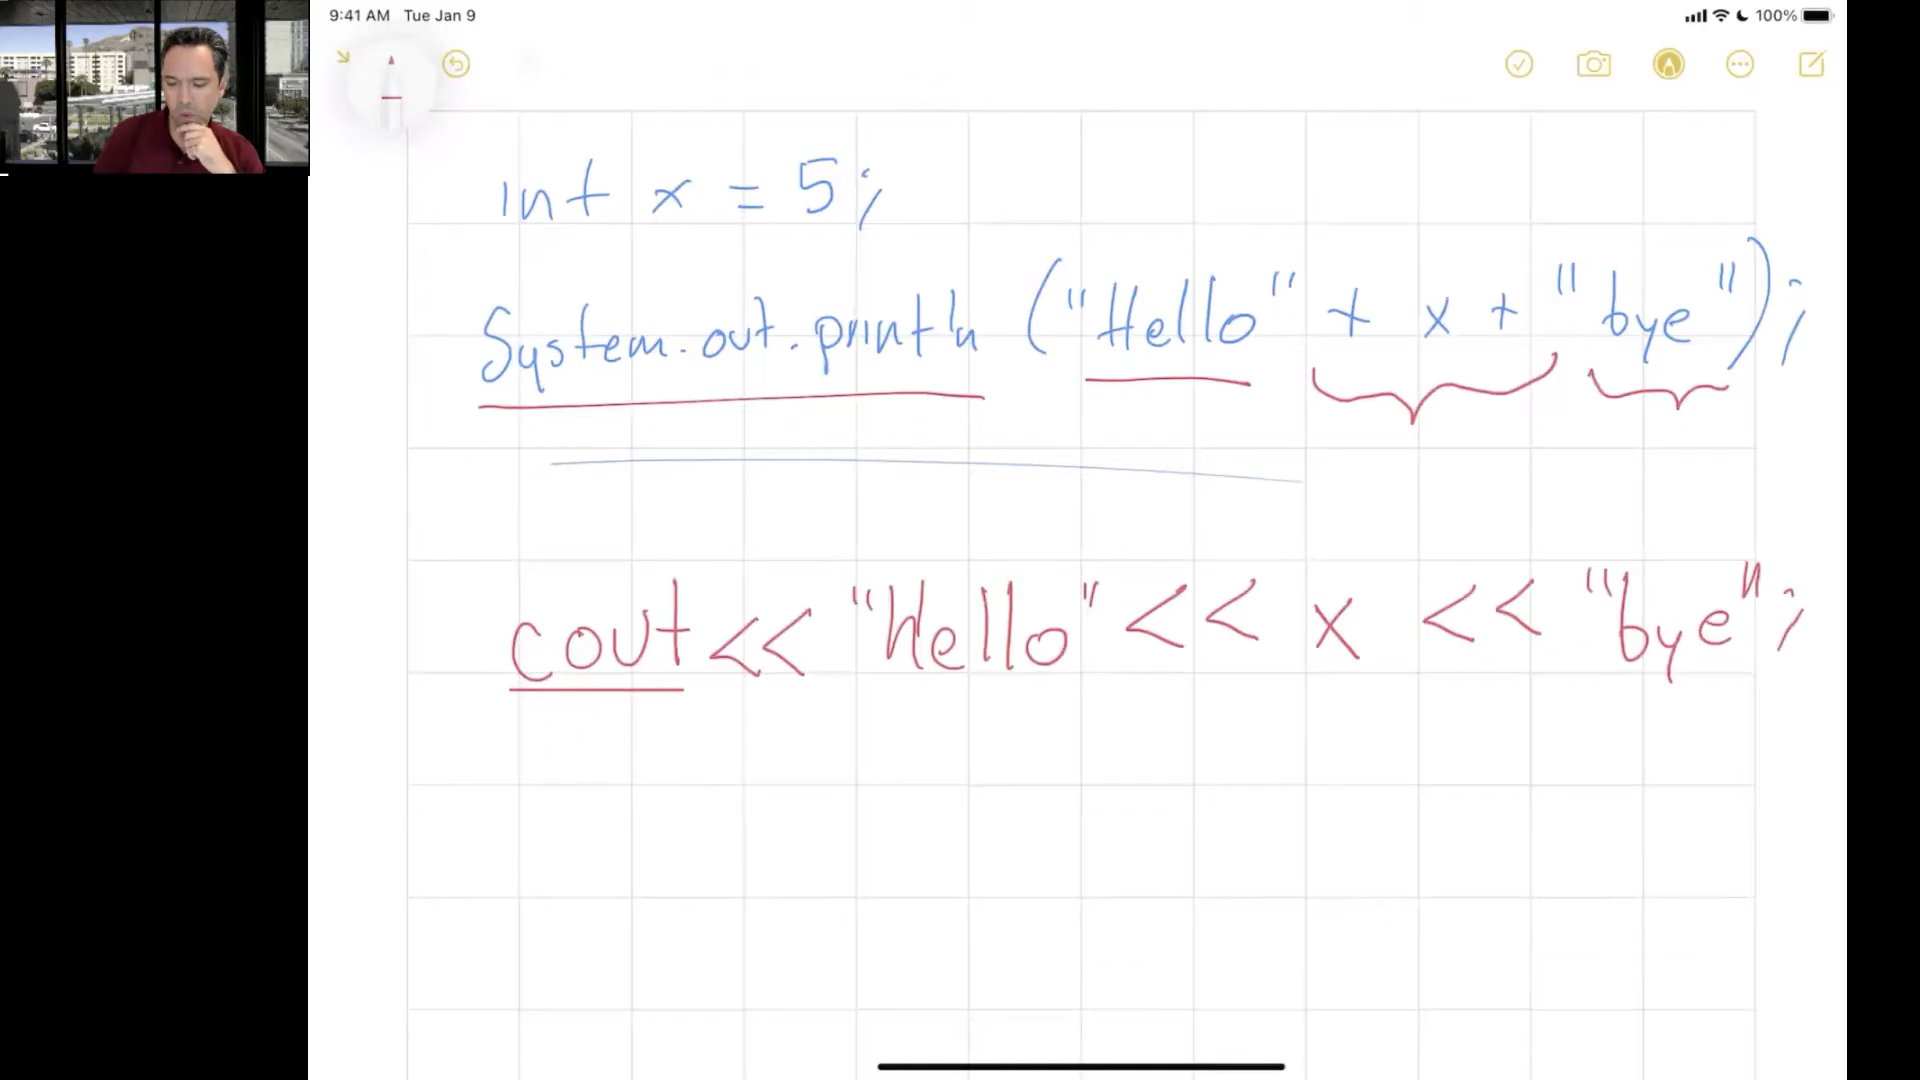 9:41 AM Tue Jan 9 100%
int x = 5;
System.out.println ("Hello" + x + "bye");
cout << "Hello" << x << "bye";